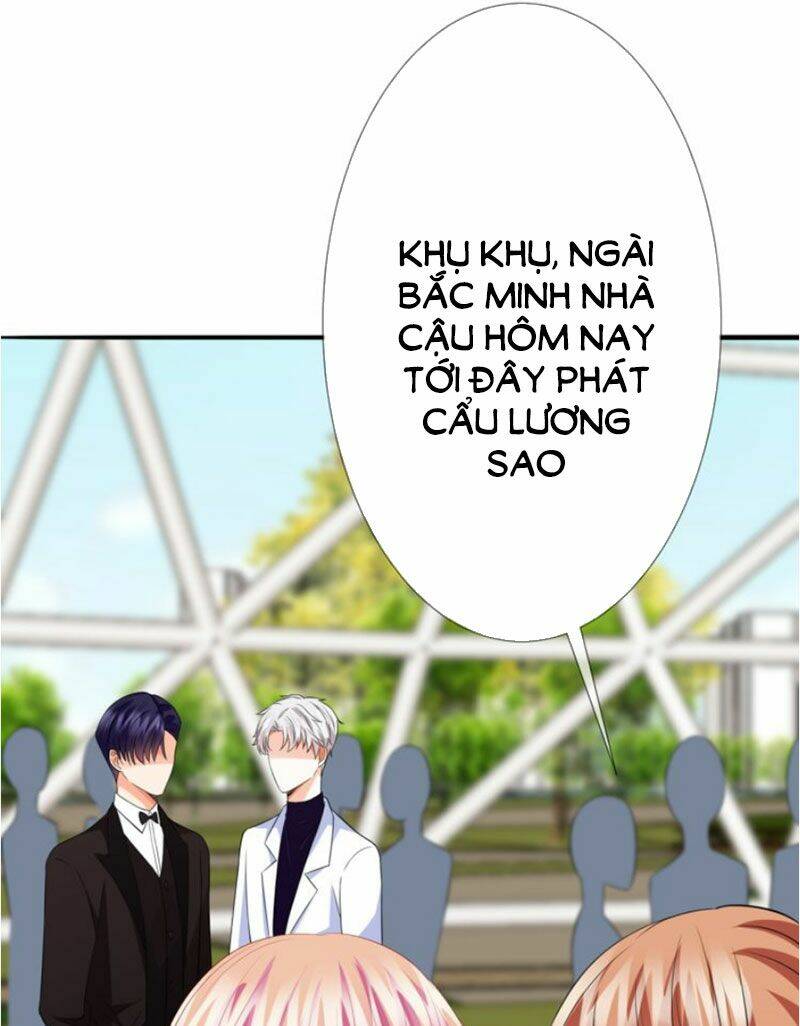 KHỤ KHỤ, NGÀI
BẮC MINH NHÀ
CẬU HÔM NAY
TỚI ĐÂY PHÁT
CẨU LƯƠNG
SAO